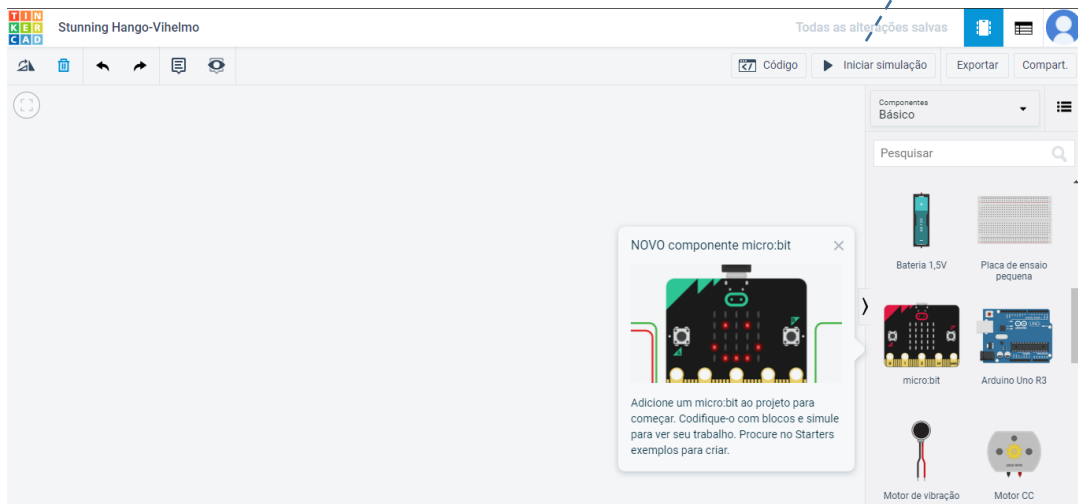 TIN
KER
CAD
Stunning Hango-Vihelmo
Todas as alterações salvas
Código
Iniciar simulação
Exportar
Compart.
Componentes
Básico
Pesquisar
Bateria 1,5V
Placa de ensaio
pequena
NOVO componente micro:bit
Adicione um micro:bit ao projeto para
começar. Codifique-o com blocos e simule
para ver seu trabalho. Procure no Starters
exemplos para criar.
micro:bit
Arduino Uno R3
Motor de vibração
Motor CC